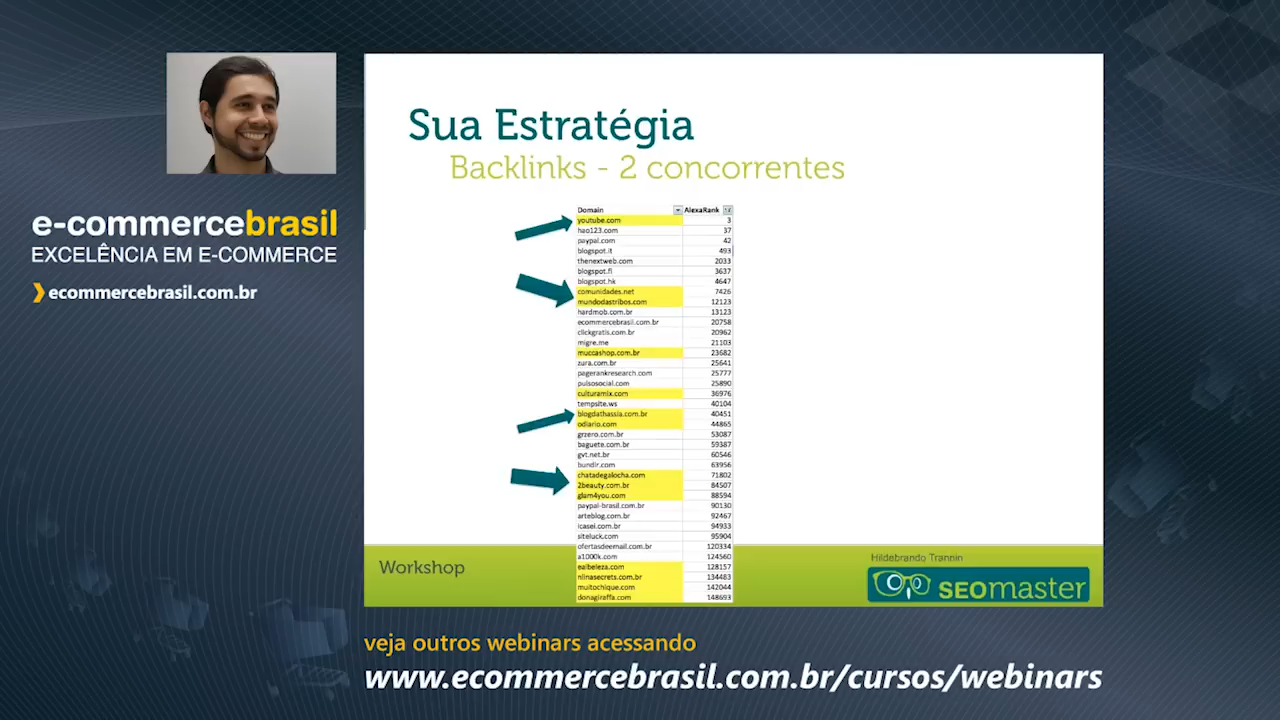 e-commercebrasil
EXCELÊNCIA EM E-COMMERCE
ecommercebrasil.com.br
Sua Estratégia
Backlinks - 2 concorrentes
Domain AlexaRank
youtube.com 3
hao123.com 37
paypal.com 42
blogspot.it 493
thenextweb.com 2033
blogspot.fi 3637
blogspot.hk 4647
comunidades.net 7426
mundodastribos.com 12123
hardmob.com.br 13123
ecommercebrasil.com.br 20758
clickgratis.com.br 20962
migre.me 21103
muccashop.com.br 23682
zura.com.br 25641
pagerankresearch.com 25777
pulsosocial.com 25890
culturamix.com 36976
tempsite.ws 40104
blogdathassia.com.br 40451
odiario.com 44865
grzero.com.br 53087
baguete.com.br 59387
gvt.net.br 60546
bundlr.com 63956
chatadegalocha.com 71802
2beauty.com.br 84507
glam4you.com 88594
paypal-brasil.com.br 90130
arteblog.com.br 92467
icasei.com.br 94933
siteluck.com 95904
ofertasdeemail.com.br 120334
a1000k.com 124560
ealbeleza.com 128157
niinasecrets.com.br 134483
muitochique.com 142044
donagiraffa.com 148693
Workshop
Hildebrando Trannin
SEOmaster
veja outros webinars acessando
www.ecommercebrasil.com.br/cursos/webinars